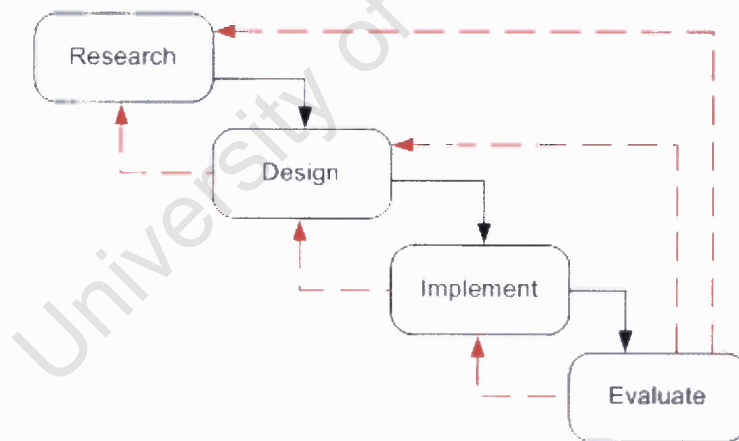 Research
Design
Implement
Evaluate
University of